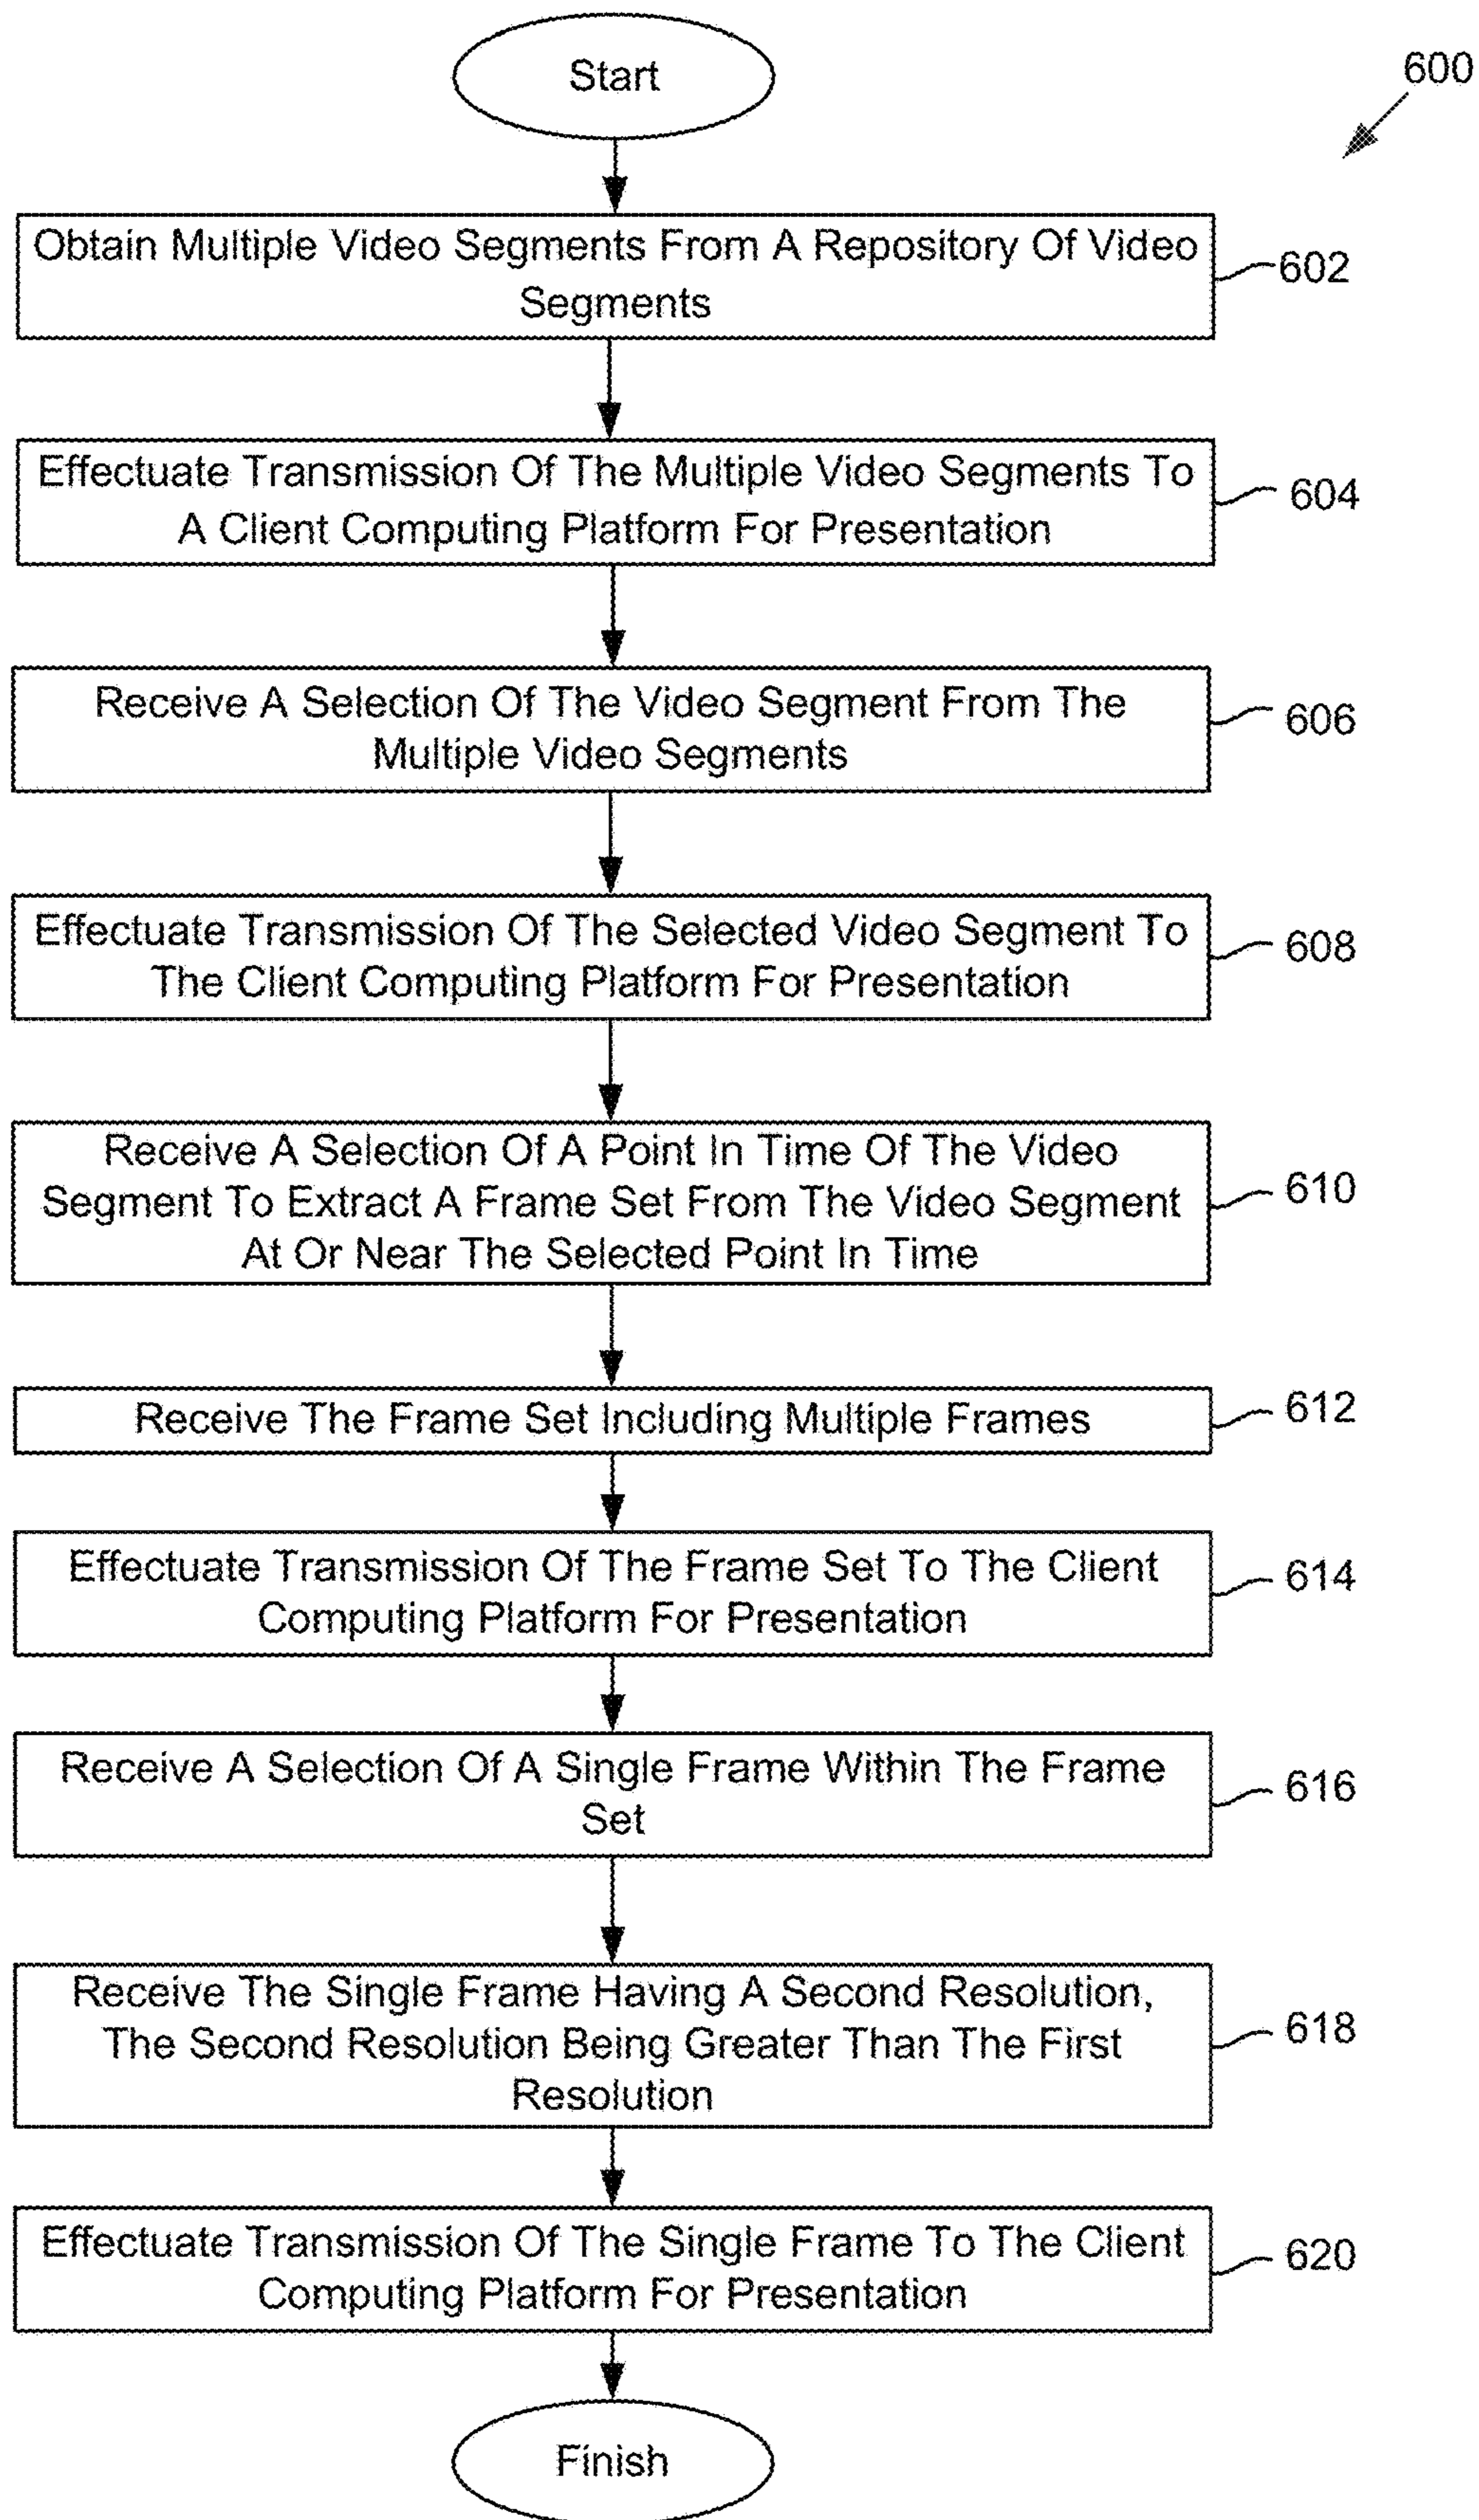 Start
600
Obtain Multiple Video Segments From A Repository Of Video
Segments
602
Effectuate Transmission Of The Multiple Video Segments To
A Client Computing Platform For Presentation
604
Receive A Selection Of The Video Segment From The
Multiple Video Segments
606
Effectuate Transmission Of The Selected Video Segment To
The Client Computing Platform For Presentation
608
Receive A Selection Of A Point In Time Of The Video
Segment To Extract A Frame Set From The Video Segment
At Or Near The Selected Point In Time
610
Receive The Frame Set Including Multiple Frames
612
Effectuate Transmission Of The Frame Set To The Client
Computing Platform For Presentation
614
Receive A Selection Of A Single Frame Within The Frame
Set
616
Receive The Single Frame Having A Second Resolution,
The Second Resolution Being Greater Than The First
Resolution
618
Effectuate Transmission Of The Single Frame To The Client
Computing Platform For Presentation
620
Finish